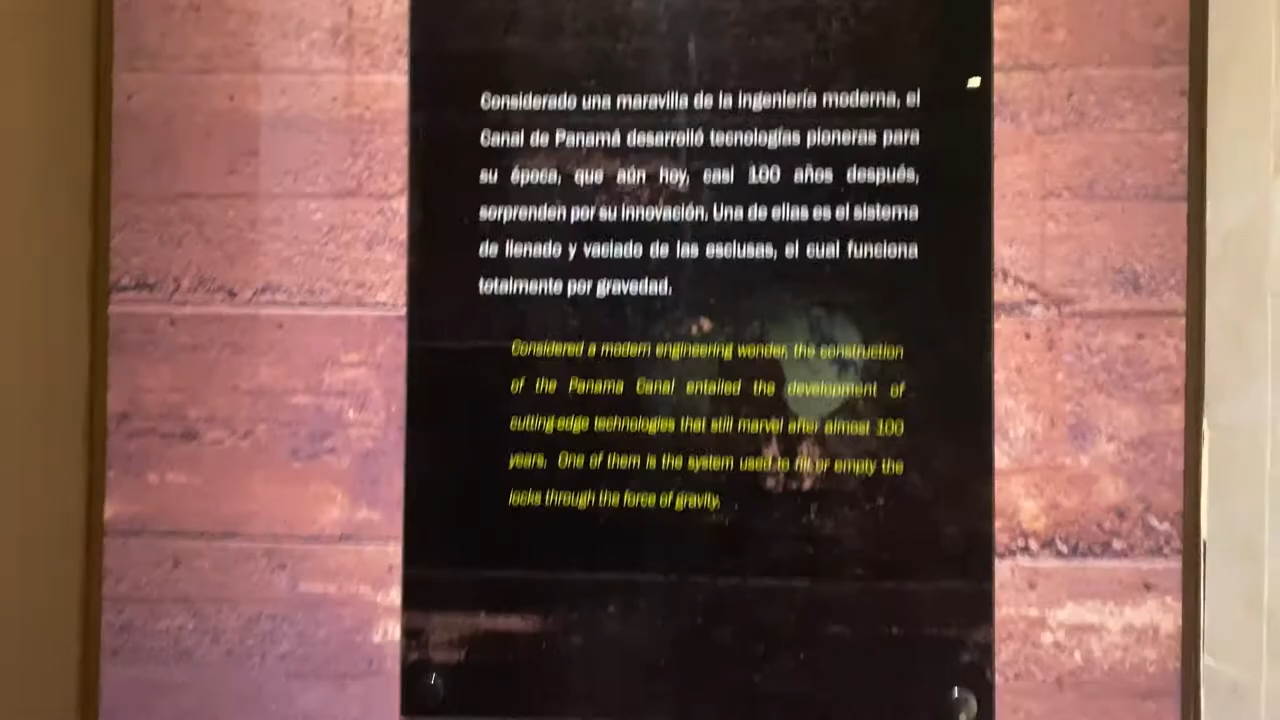 Considerado una maravilla de la ingeniería moderna, el
Canal de Panamá desarrolló tecnologías pioneras para
su época, que aún hoy, casi 100 años después,
sorprenden por su innovación. Una de ellas es el sistema
de llenado y vaciado de las esclusas, el cual funciona
totalmente por gravedad.
Considered a modern engineering wonder, the construction
of the Panama Canal entailed the development of
cutting-edge technologies that still marvel after almost 100
years. One of them is the system used to fill or empty the
locks through the force of gravity.